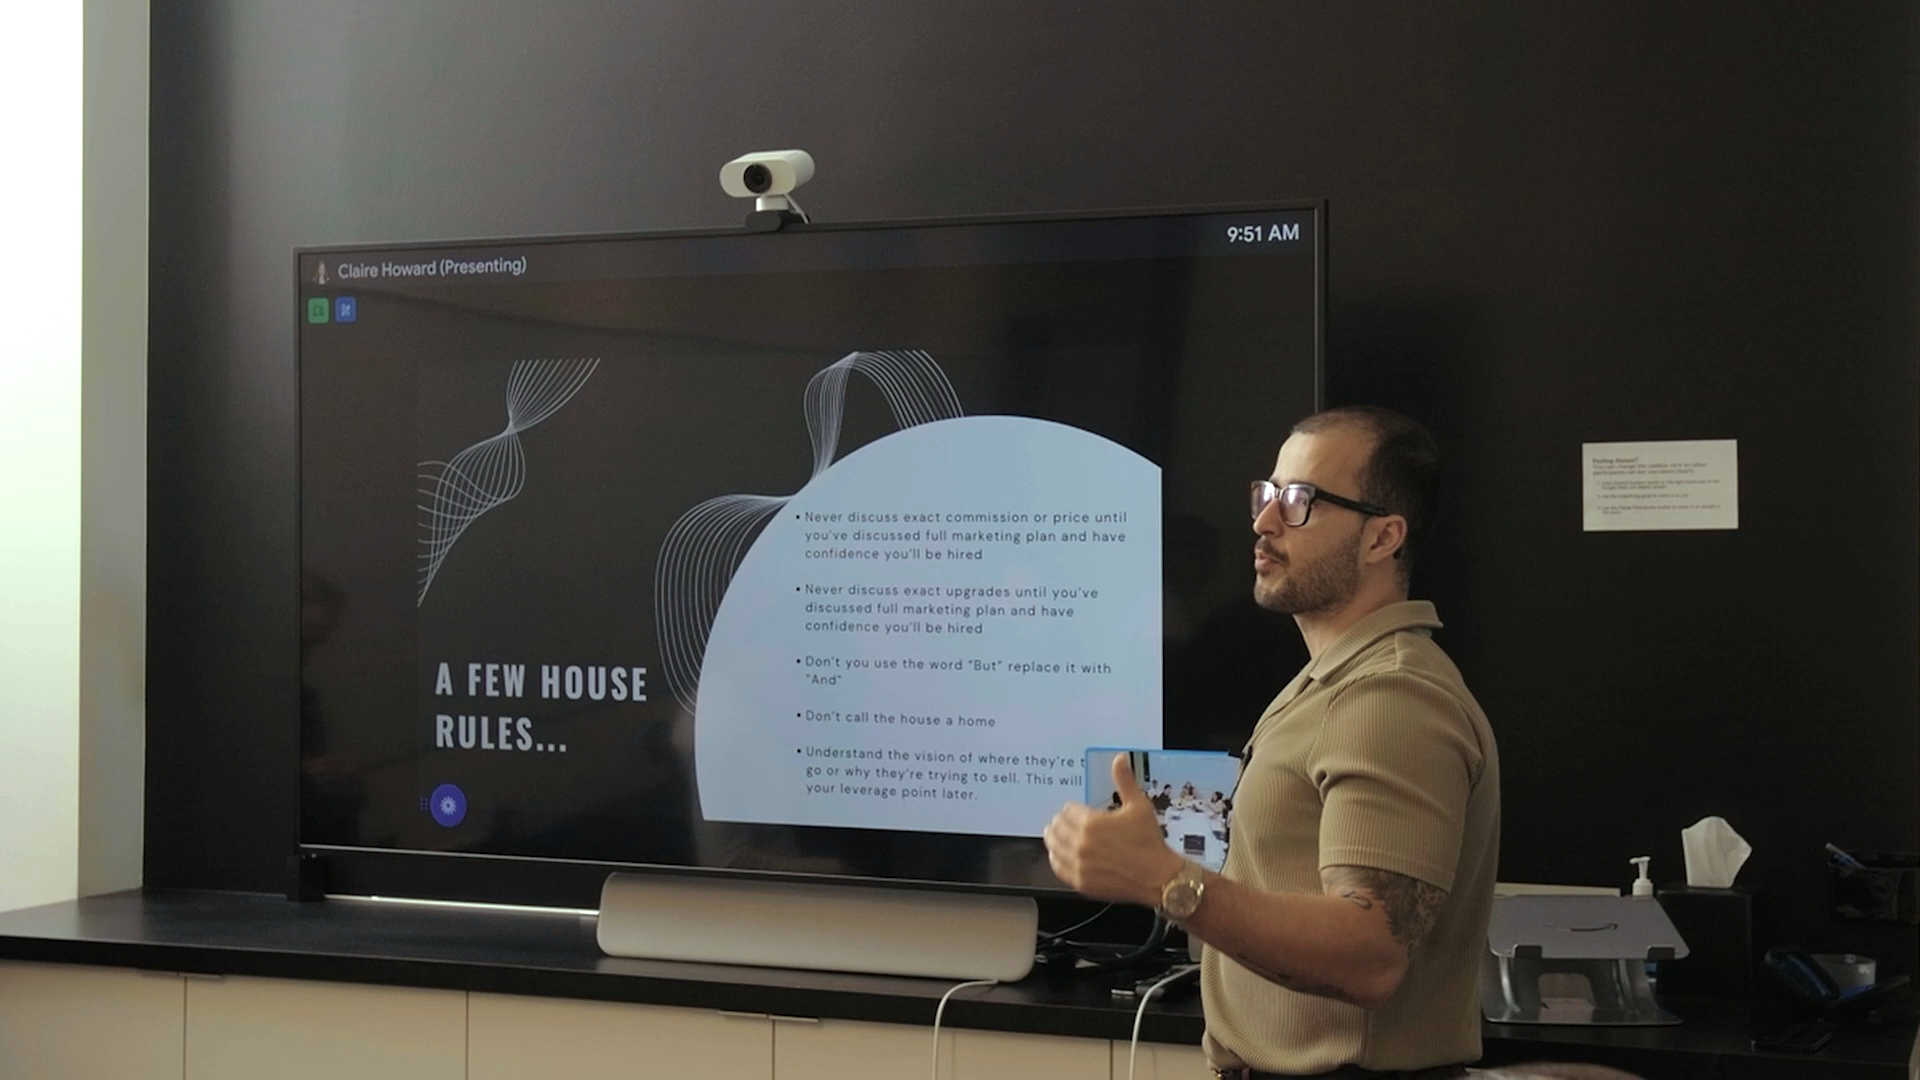 9:51 AM
Claire Howard (Presenting)
• Never discuss exact commission or price until
you've discussed full marketing plan and have
confidence you'll be hired
• Never discuss exact upgrades until you've
discussed full marketing plan and have
confidence you'll be hired
• Don't you use the word "But" replace it with
"And"
• Don't call the house a home
• Understand the vision of where they're
go or why they're trying to sell. This will
your leverage point later.
A FEW HOUSE
RULES...